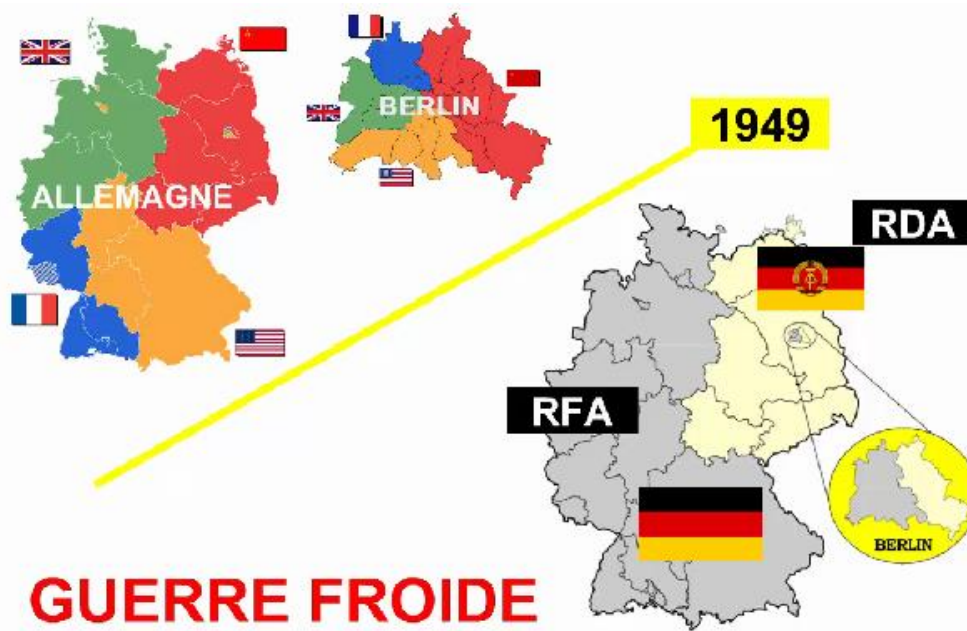 ALLEMAGNE
BERLIN
1949
RDA
RFA
BERLIN
GUERRE FROIDE